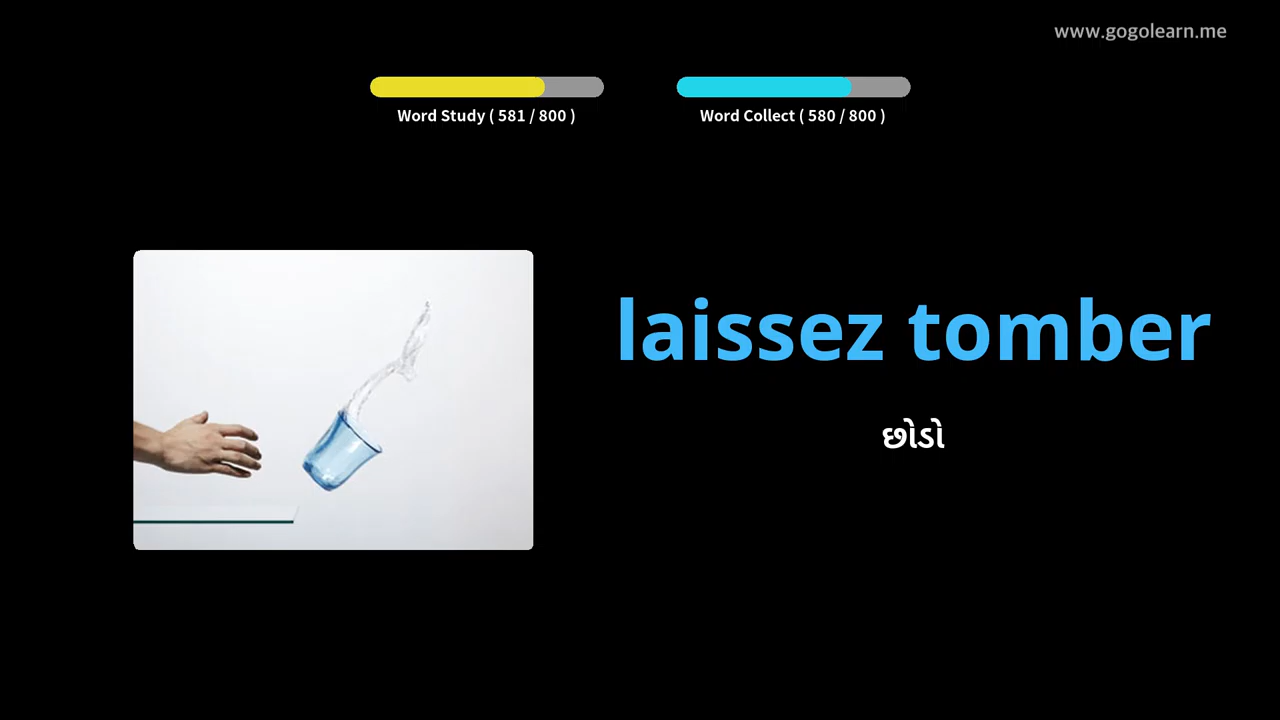 www.gogolearn.me
Word Study ( 581 / 800 )
Word Collect ( 580 / 800 )
laissez tomber
છોડો